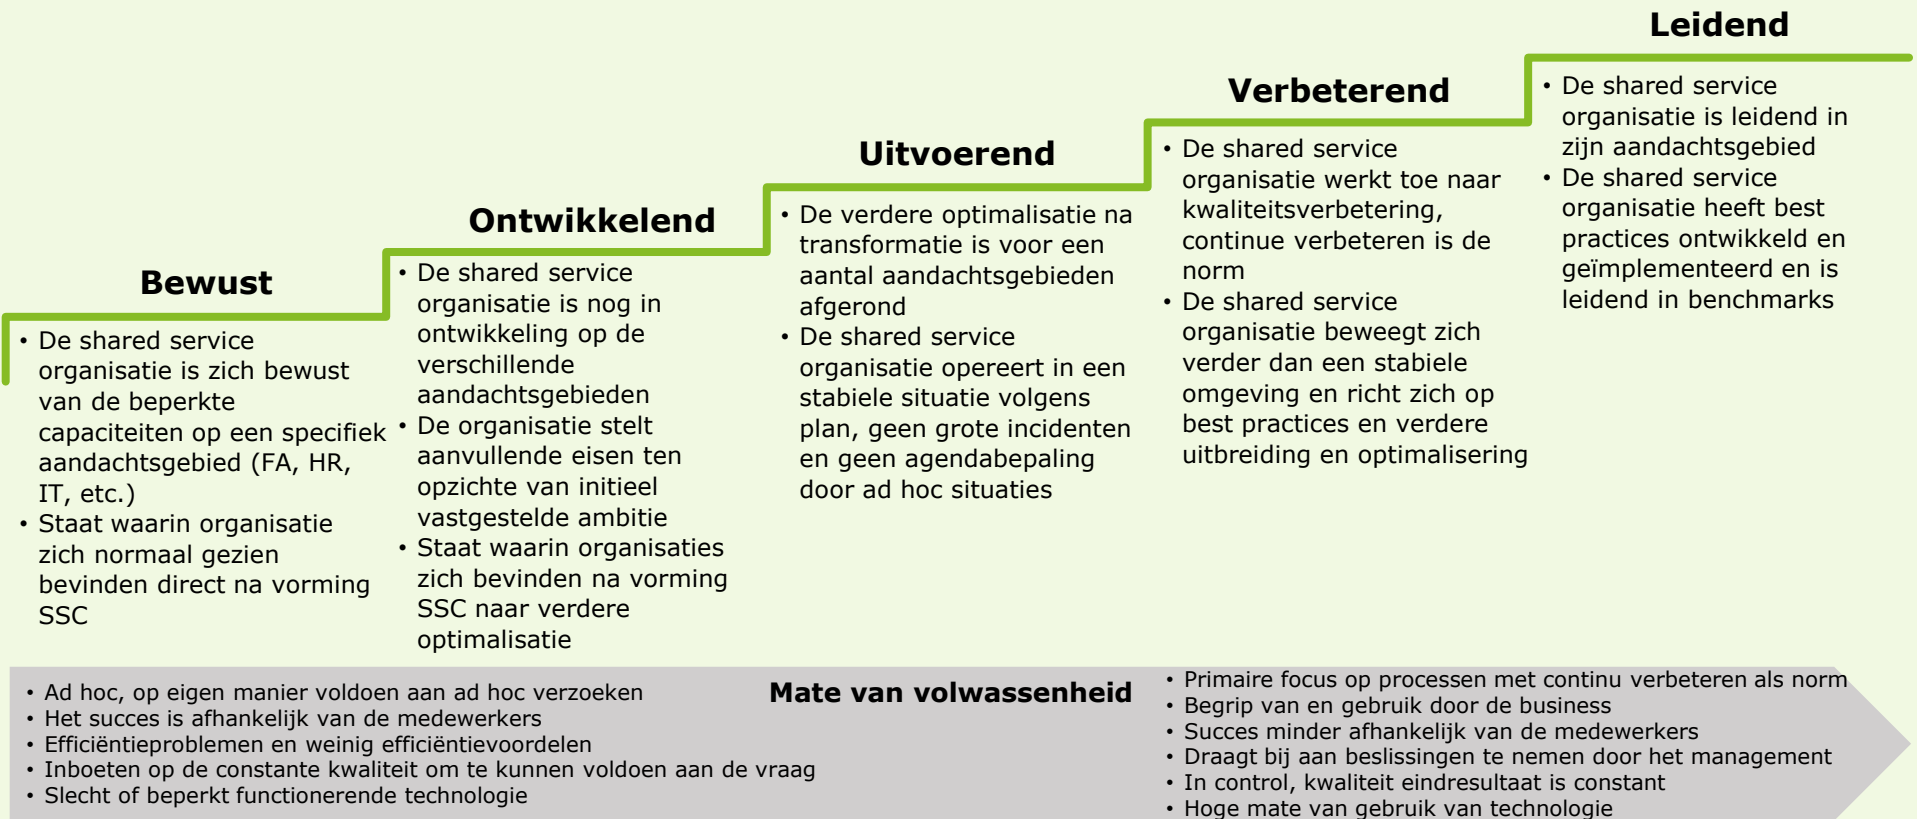 Bewust
• De shared service
organisatie is zich bewust
van de beperkte
capaciteiten op een specifiek
aandachtsgebied (FA, HR,
IT, etc.)
• Staat waarin organisatie
zich normaal gezien
bevinden direct na vorming
SSC
Ontwikkelend
• De shared service
organisatie is nog in
ontwikkeling op de
verschillende
aandachtsgebieden
• De organisatie stelt
aanvullende eisen ten
opzichte van initieel
vastgestelde ambitie
• Staat waarin organisaties
zich bevinden na vorming
SSC naar verdere
optimalisatie
Uitvoerend
• De verdere optimalisatie na
transformatie is voor een
aantal aandachtsgebieden
afgerond
• De shared service
organisatie opereert in een
stabiele situatie volgens
plan, geen grote incidenten
en geen agendabepaling
door ad hoc situaties
Verbeterend
• De shared service
organisatie werkt toe naar
kwaliteitsverbetering,
continue verbeteren is de
norm
• De shared service
organisatie beweegt zich
verder dan een stabiele
omgeving en richt zich op
best practices en verdere
uitbreiding en optimalisering
Leidend
• De shared service
organisatie is leidend in
zijn aandachtsgebied
• De shared service
organisatie heeft best
practices ontwikkeld en
geïmplementeerd en is
leidend in benchmarks
• Ad hoc, op eigen manier voldoen aan ad hoc verzoeken
• Het succes is afhankelijk van de medewerkers
• Efficiëntieproblemen en weinig efficiëntievoordelen
• Inboeten op de constante kwaliteit om te kunnen voldoen aan de vraag
• Slecht of beperkt functionerende technologie
Mate van volwassenheid
• Primaire focus op processen met continu verbeteren als norm
• Begrip van en gebruik door de business
• Succes minder afhankelijk van de medewerkers
• Draagt bij aan beslissingen te nemen door het management
• In control, kwaliteit eindresultaat is constant
• Hoge mate van gebruik van technologie